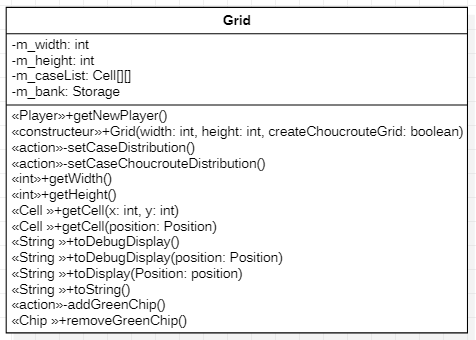 Grid
-m_width: int
-m_height: int
-m_caseList: Cell[][]
-m_bank: Storage
«Player»+getNewPlayer()
«constructeur»+Grid(width: int, height: int, createChoucrouteGrid: boolean)
«action»-setCaseDistribution()
«action»-setCaseChoucrouteDistribution()
«int»+getWidth()
«int»+getHeight()
«Cell »+getCell(x: int, y: int)
«Cell »+getCell(position: Position)
«String »+toDebugDisplay()
«String »+toDebugDisplay(position: Position)
«String »+toDisplay(Position: position)
«String »+toString()
«action»-addGreenChip()
«Chip »+removeGreenChip()